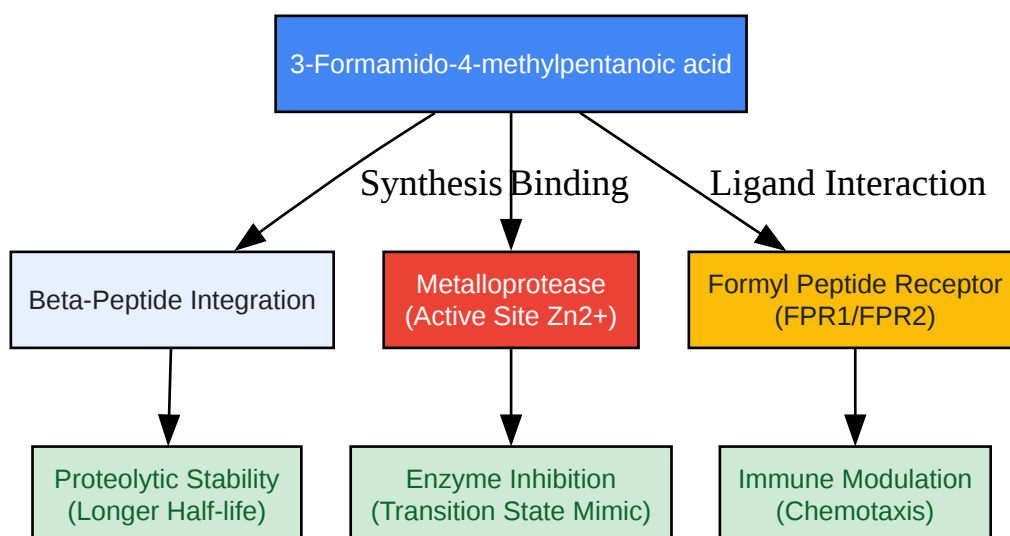 3-Formamido-4-methylpentanoic acid
Synthesis
Binding
Ligand Interaction
Beta-Peptide Integration
Metalloprotease
(Active Site Zn2+)
Formyl Peptide Receptor
(FPR1/FPR2)
Proteolytic Stability
(Longer Half-life)
Enzyme Inhibition
(Transition State Mimic)
Immune Modulation
(Chemotaxis)